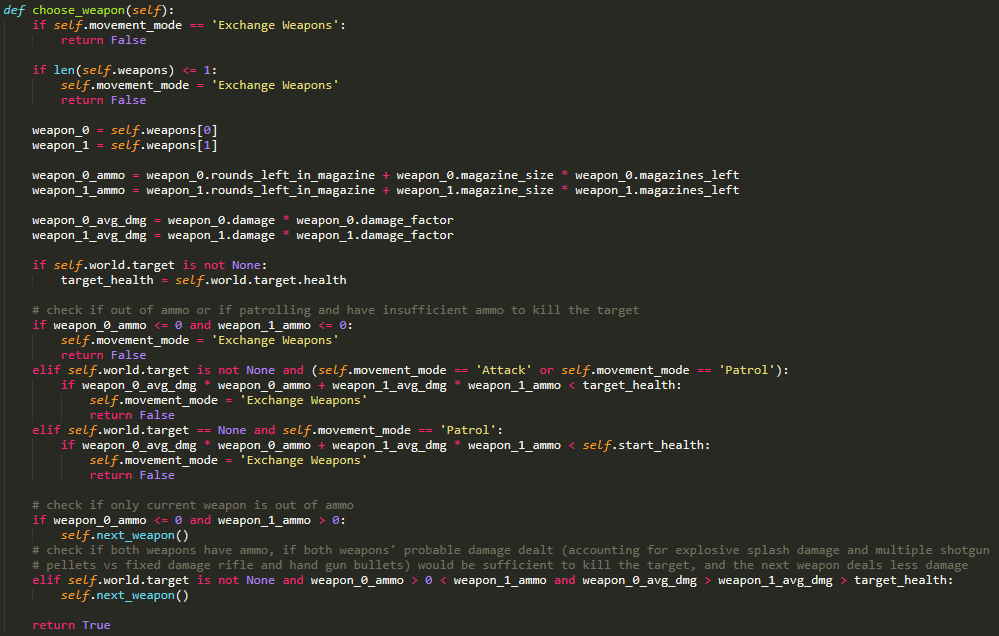 def choose_weapon(self):
    if self.movement_mode == 'Exchange Weapons':
        return False

    if len(self.weapons) <= 1:
        self.movement_mode = 'Exchange Weapons'
        return False

    weapon_0 = self.weapons[0]
    weapon_1 = self.weapons[1]

    weapon_0_ammo = weapon_0.rounds_left_in_magazine + weapon_0.magazine_size * weapon_0.magazines_left
    weapon_1_ammo = weapon_1.rounds_left_in_magazine + weapon_1.magazine_size * weapon_1.magazines_left

    weapon_0_avg_dmg = weapon_0.damage * weapon_0.damage_factor
    weapon_1_avg_dmg = weapon_1.damage * weapon_1.damage_factor

    if self.world.target is not None:
        target_health = self.world.target.health

    # check if out of ammo or if patrolling and have insufficient ammo to kill the target
    if weapon_0_ammo <= 0 and weapon_1_ammo <= 0:
        self.movement_mode = 'Exchange Weapons'
        return False
    elif self.world.target is not None and (self.movement_mode == 'Attack' or self.movement_mode == 'Patrol'):
        if weapon_0_avg_dmg * weapon_0_ammo + weapon_1_avg_dmg * weapon_1_ammo < target_health:
            self.movement_mode = 'Exchange Weapons'
            return False
    elif self.world.target == None and self.movement_mode == 'Patrol':
        if weapon_0_avg_dmg * weapon_0_ammo + weapon_1_avg_dmg * weapon_1_ammo < self.start_health:
            self.movement_mode = 'Exchange Weapons'
            return False

    # check if only current weapon is out of ammo
    if weapon_0_ammo <= 0 and weapon_1_ammo > 0:
        self.next_weapon()
    # check if both weapons have ammo, if both weapons' probable damage dealt (accounting for explosive splash damage and multiple shotgun
    # pellets vs fixed damage rifle and hand gun bullets) would be sufficient to kill the target, and the next weapon deals less damage
    elif self.world.target is not None and weapon_0_ammo > 0 < weapon_1_ammo and weapon_0_avg_dmg > weapon_1_avg_dmg > target_health:
        self.next_weapon()

    return True